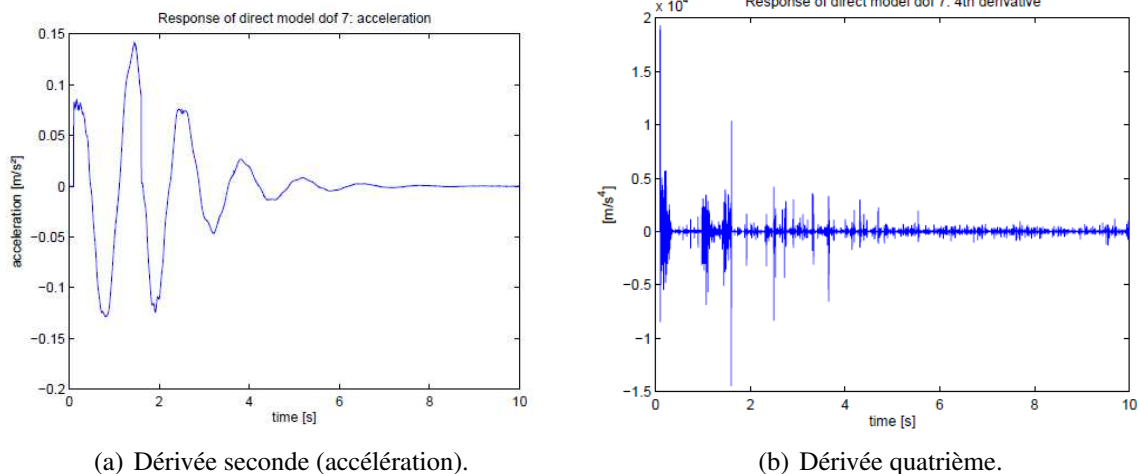 Response of direct model dof 7: acceleration
0.15
0.1
0.05
0
−0.05
−0.1
−0.15
−0.2
acceleration [m/s²]
0 2 4 6 8 10
time [s]
(a) Dérivée seconde (accélération).
Response of direct model dof 7: 4th derivative
x 10⁴
2
1.5
1
0.5
0
−0.5
−1
−1.5
[m/s⁴]
0 2 4 6 8 10
time [s]
(b) Dérivée quatrième.